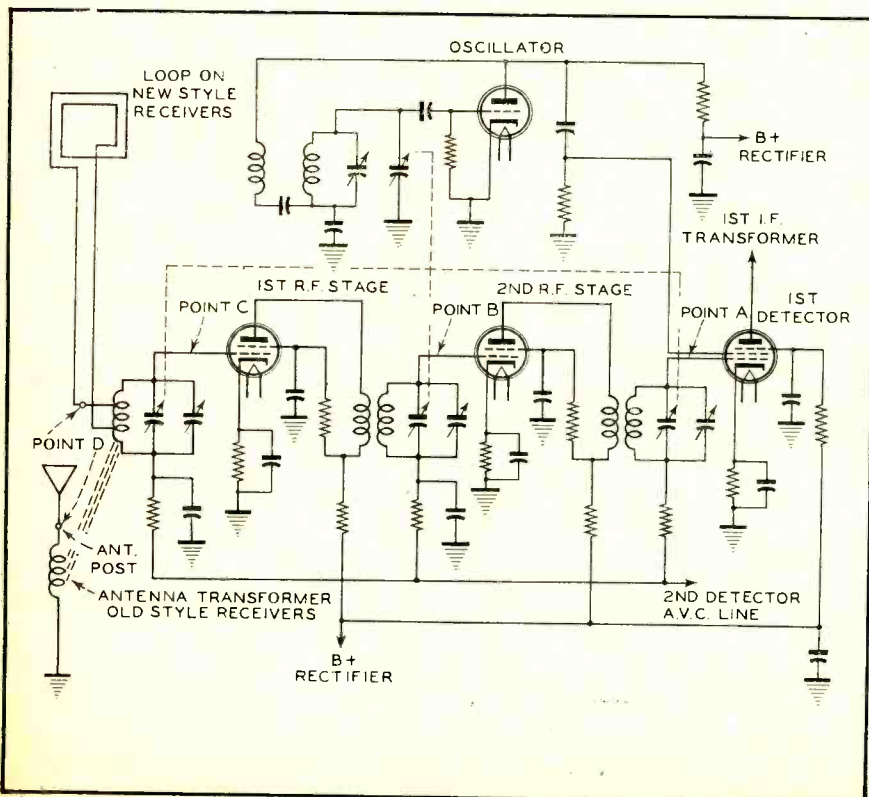 OSCILLATOR
LOOP ON
NEW STYLE
RECEIVERS
B+
RECTIFIER
1ST I.F.
TRANSFORMER
1ST R.F. STAGE
2ND R.F. STAGE
1ST
DETECTOR
POINT C
POINT B
POINT A
POINT D
ANT.
POST
ANTENNA TRANSFORMER
OLD STYLE RECEIVERS
2ND DETECTOR
A.V.C. LINE
B+
RECTIFIER